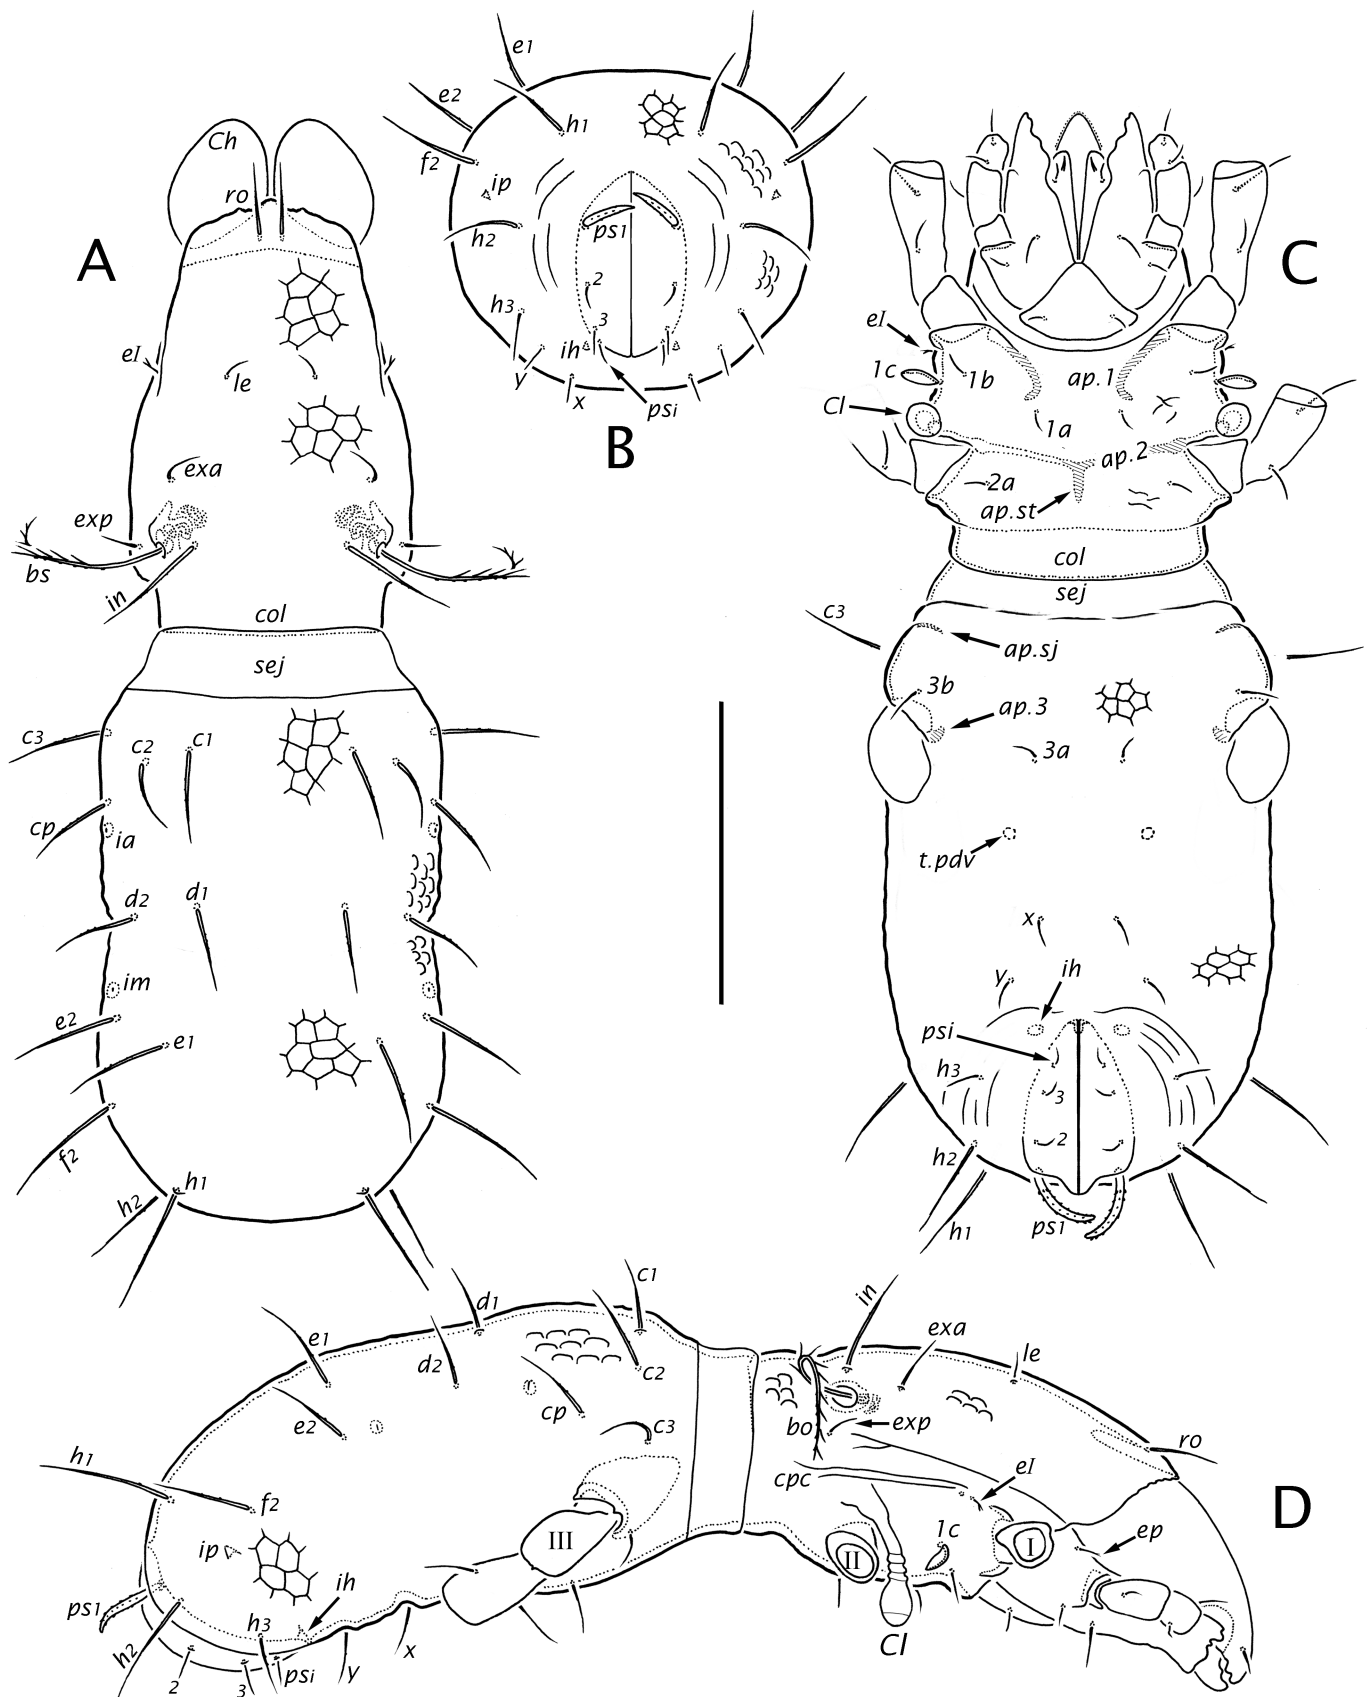 A
Ch
ro
el
le
exa
exp
bs
in
col
sej
c3
c2
c1
cp
ia
d2
d1
im
e2
e1
f2
h2
h1
B
e1
e2
f2
h1
ip
h2
ps1
h3
2
3
ih
y
x
psi
C
el
1c
1b
ap.1
Cl
1a
ap.2
2a
ap.st
col
sej
c3
ap.sj
3b
ap.3
3a
t.pdv
x
y
ih
psi
h3
3
2
h2
h1
ps1
D
c1
d1
e1
d2
c2
e2
cp
c3
h1
f2
ip
III
ps1
h2
2
3
h3
psi
ih
y
x
in
exa
le
bo
exp
ro
cpc
el
1c
I
ep
II
Cl